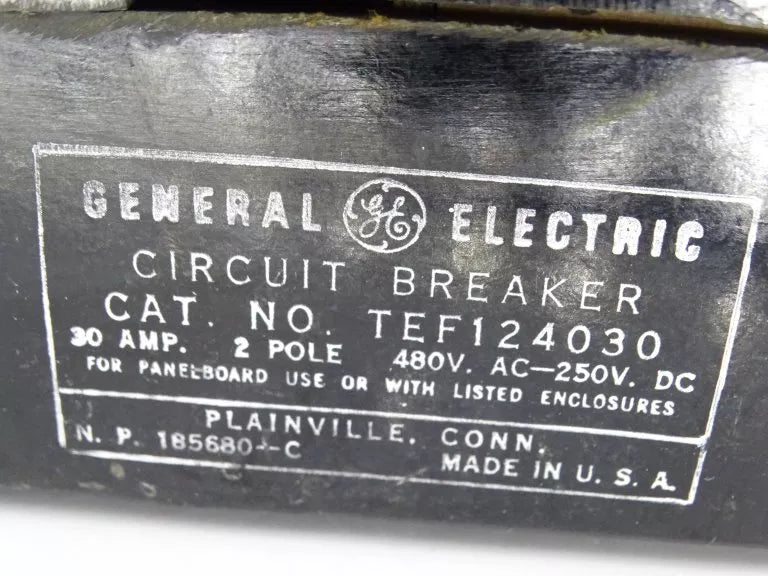 GENERAL GE ELECTRIC
CIRCUIT BREAKER
CAT. NO. TEF124030
30 AMP. 2 POLE 480V. AC-250V. DC
FOR PANELBOARD USE OR WITH LISTED ENCLOSURES
PLAINVILLE, CONN.
N. P. 185680-C MADE IN U. S. A.